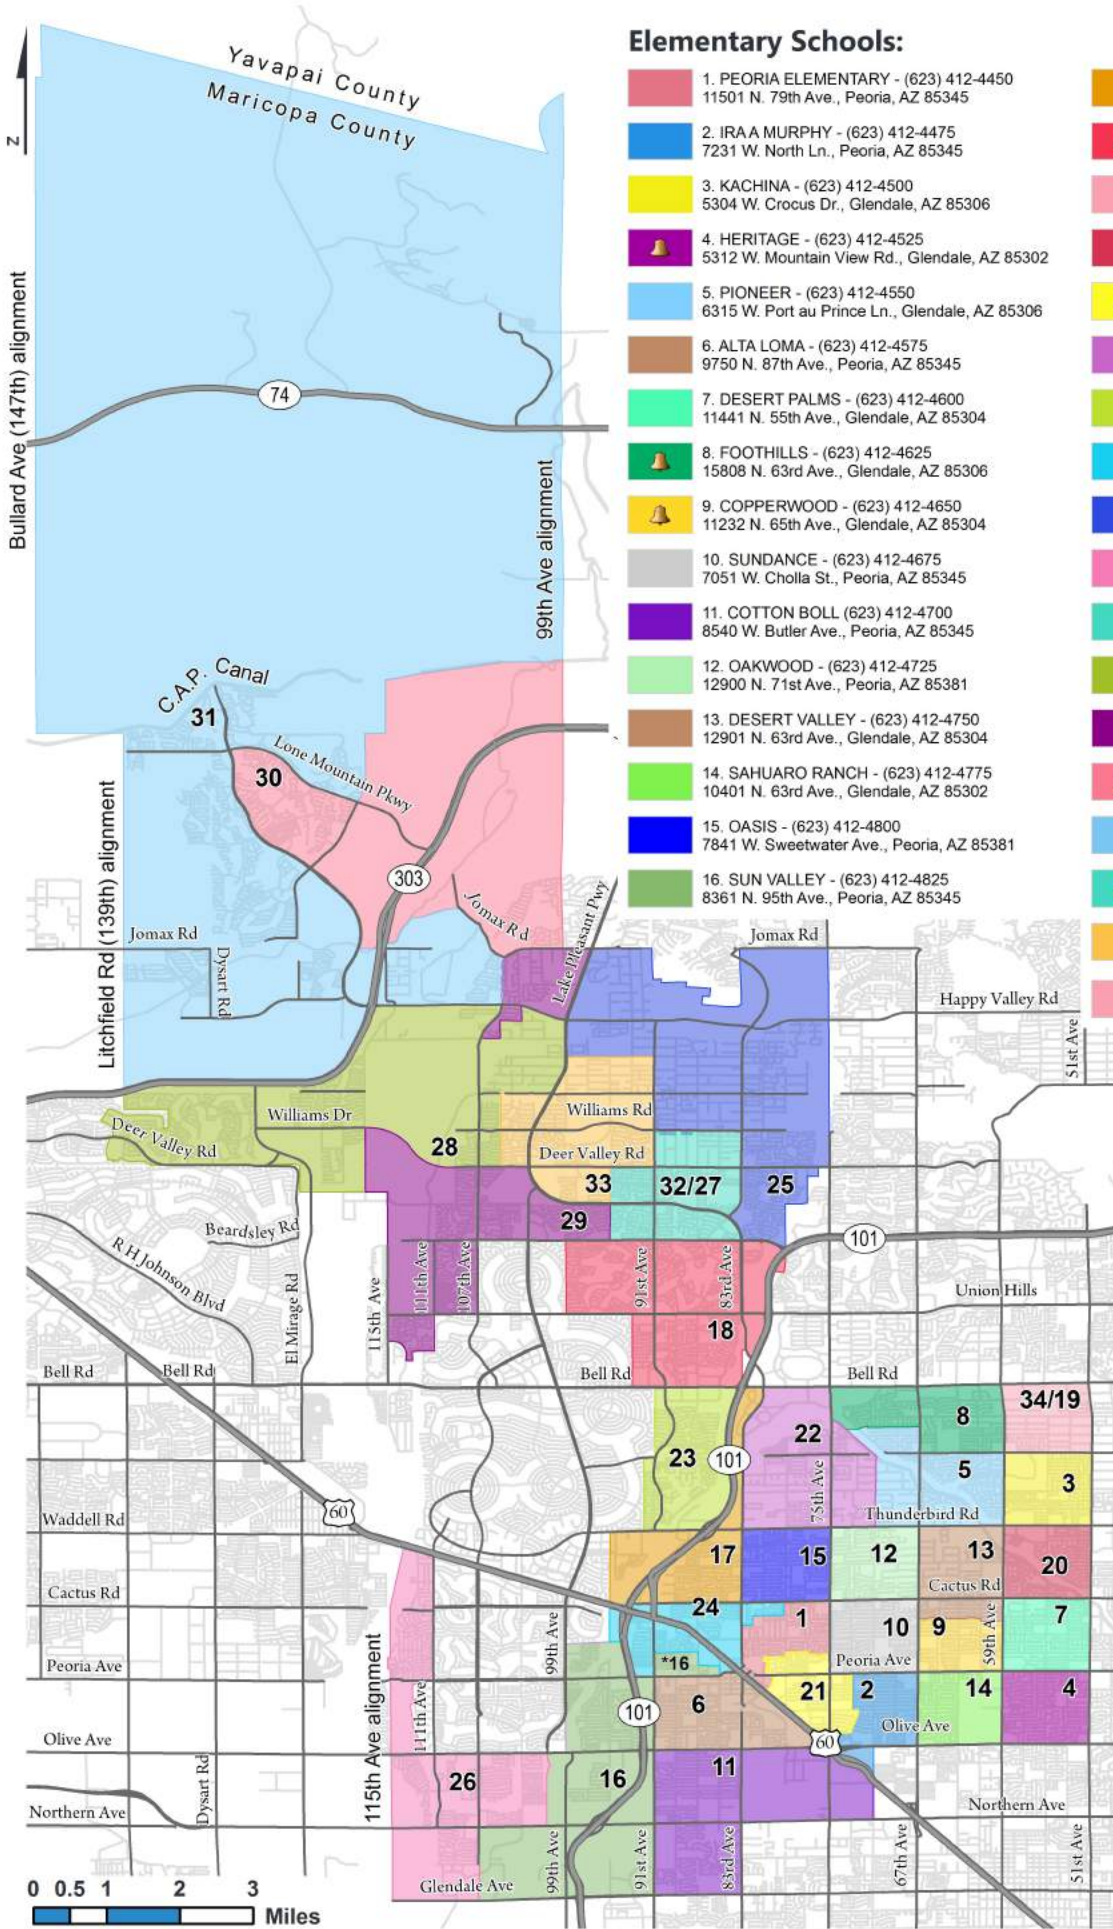 Elementary Schools:
1. PEORIA ELEMENTARY - (623) 412-4450
11501 N. 79th Ave., Peoria, AZ 85345
2. IRA A MURPHY - (623) 412-4475
7231 W. North Ln., Peoria, AZ 85345
3. KACHINA - (623) 412-4500
5304 W. Crocus Dr., Glendale, AZ 85306
4. HERITAGE - (623) 412-4525
5312 W. Mountain View Rd., Glendale, AZ 85302
5. PIONEER - (623) 412-4550
6315 W. Port au Prince Ln., Glendale, AZ 85306
6. ALTA LOMA - (623) 412-4575
9750 N. 87th Ave., Peoria, AZ 85345
7. DESERT PALMS - (623) 412-4600
11441 N. 55th Ave., Glendale, AZ 85304
8. FOOTHILLS - (623) 412-4625
15808 N. 63rd Ave., Glendale, AZ 85306
9. COPPERWOOD - (623) 412-4650
11232 N. 65th Ave., Glendale, AZ 85304
10. SUNDANCE - (623) 412-4675
7051 W. Cholla St., Peoria, AZ 85345
11. COTTON BOLL (623) 412-4700
8540 W. Butler Ave., Peoria, AZ 85345
12. OAKWOOD - (623) 412-4725
12900 N. 71st Ave., Peoria, AZ 85381
13. DESERT VALLEY - (623) 412-4750
12901 N. 63rd Ave., Glendale, AZ 85304
14. SAHUARO RANCH - (623) 412-4775
10401 N. 63rd Ave., Glendale, AZ 85302
15. OASIS - (623) 412-4800
7841 W. Sweetwater Ave., Peoria, AZ 85381
16. SUN VALLEY - (623) 412-4825
8361 N. 95th Ave., Peoria, AZ 85345
Yavapai County
Maricopa County
N
Bullard Ave (147th) alignment
74
99th Ave alignment
C.A.P. Canal
31
30
Lone Mountain Pkwy
Litchfield Rd (139th) alignment
303
Jomax Rd
Jomax Rd
Jomax Rd
Dysart Rd
Lake Pleasant Pwy
Happy Valley Rd
51st Ave
Williams Dr
Williams Rd
Deer Valley Rd
28
Deer Valley Rd
33
32/27
25
29
Beardsley Rd
101
R H Johnson Blvd
El Mirage Rd
115th Ave
111th Ave
107th Ave
91st Ave
83rd Ave
Union Hills
18
Bell Rd
Bell Rd
Bell Rd
Bell Rd
34/19
8
22
23
101
5
3
75th Ave
60
Thunderbird Rd
Waddell Rd
17
15
12
13
20
Cactus Rd
Cactus Rd
24
1
10
9
59th Ave
7
99th Ave
Peoria Ave
Peoria Ave
*16
115th Ave alignment
111th Ave
6
21
2
14
4
101
Olive Ave
Olive Ave
60
26
16
11
Dysart Rd
Northern Ave
Northern Ave
99th Ave
91st Ave
83rd Ave
67th Ave
51st Ave
Glendale Ave
0 0.5 1 2 3
Miles